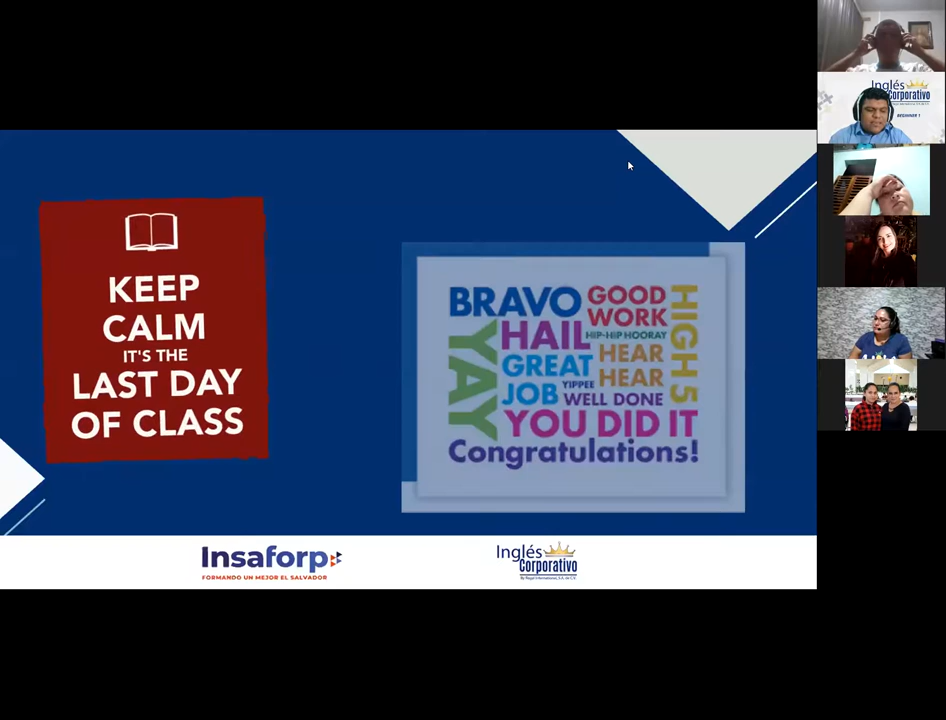 KEEP
CALM
IT'S THE
LAST DAY
OF CLASS
BRAVO
GOOD
WORK
HIGH 5
YAY
HAIL
HIP-HIP HOORAY
GREAT
JOB
HEAR
HEAR
YIPPEE
WELL DONE
YOU DID IT
Congratulations!
Insaforp
FORMANDO UN MEJOR EL SALVADOR
Inglés
Corporativo
Inglés
Corporativo
BEGINNER 1